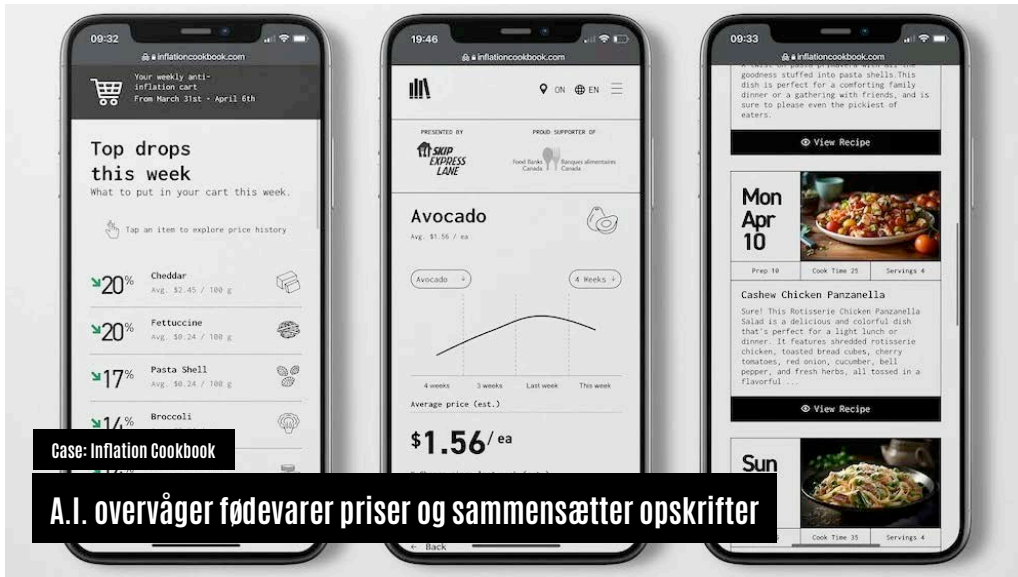 09:32
inflationcookbook.com
Your weekly anti-
inflation cart
From March 31st - April 6th
Top drops
this week
What to put in your cart this week.
Tap an item to explore price history
20%
Cheddar
Avg. $2.45 / 100 g
20%
Fettuccine
Avg. $0.24 / 100 g
17%
Pasta Shell
Avg. $0.24 / 100 g
14%
Broccoli
19:46
inflationcookbook.com
ON
EN
PRESENTED BY
PROUD SUPPORTER OF
SKIP
EXPRESS
LANE
Food Banks
Canada
Banques alimentaires
Canada
Avocado
Avg. $1.56 / ea
Avocado
4 Weeks
4 weeks
3 weeks
Last week
This week
Average price (est.)
$1.56/ ea
← Back
09:33
inflationcookbook.com
goodness stuffed into pasta shells.This
dish is perfect for a comforting family
dinner or a gathering with friends, and is
sure to please even the pickiest of
eaters.
View Recipe
Mon
Apr
10
Prep 10
Cook Time 25
Servings 4
Cashew Chicken Panzanella
Sure! This Rotisserie Chicken Panzanella
Salad is a delicious and colorful dish
that's perfect for a light lunch or
dinner. It features shredded rotisserie
chicken, toasted bread cubes, cherry
tomatoes, red onion, cucumber, bell
pepper, and fresh herbs, all tossed in a
flavorful ...
View Recipe
Sun
Cook Time 35
Servings 4
Case: Inflation Cookbook
A.I. overvåger fødevarer priser og sammensætter opskrifter